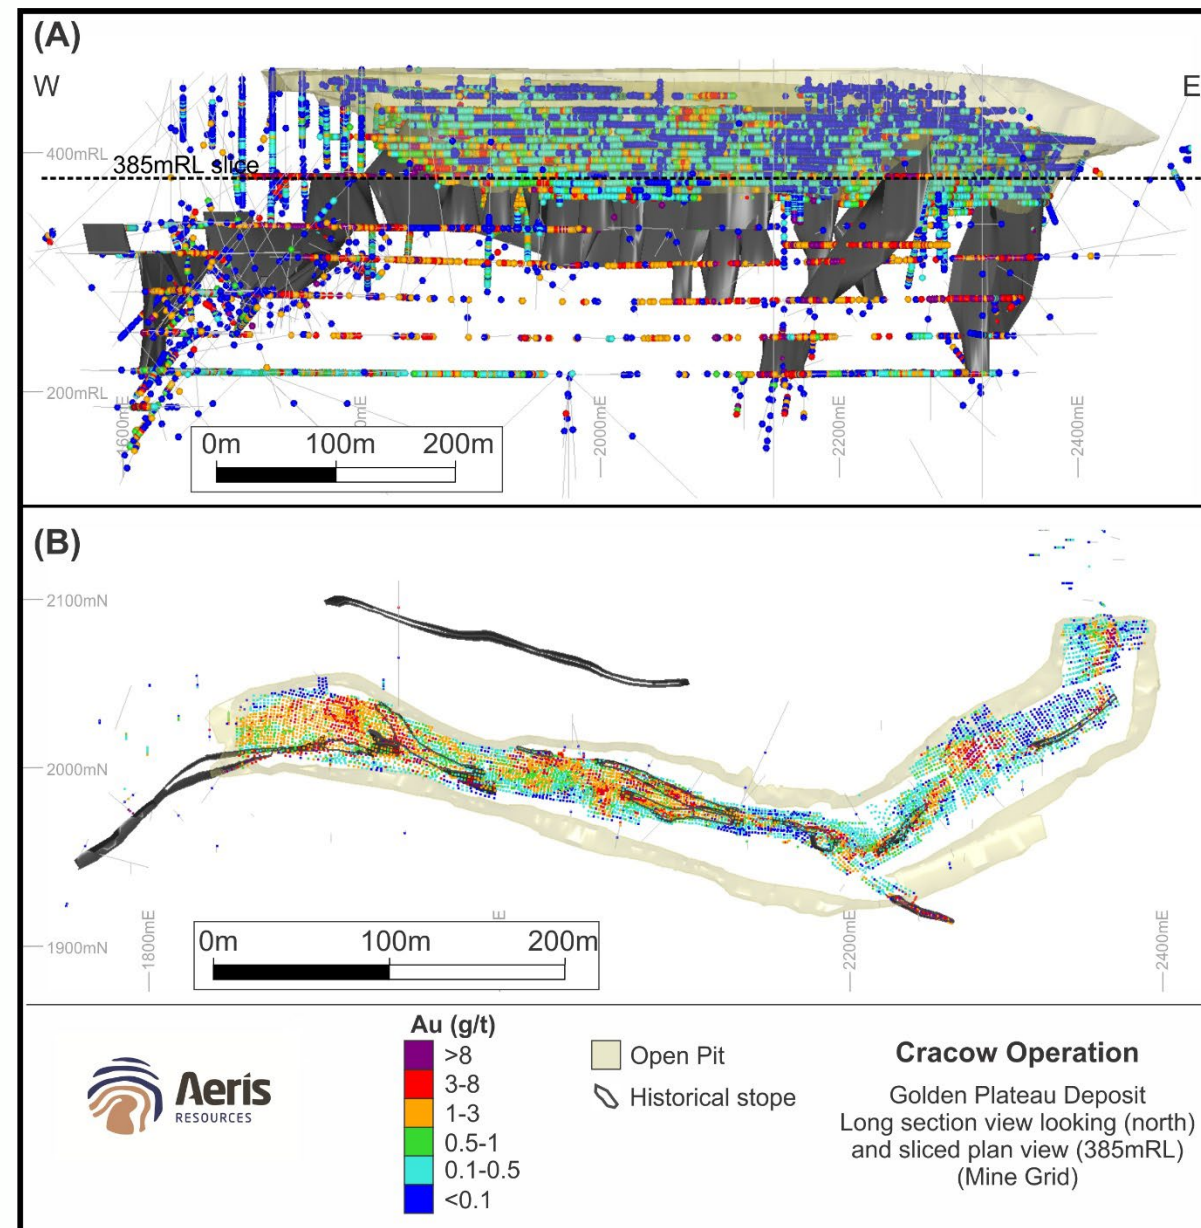 (A)
W
E
400mRL
385mRL slice
200mRL
1600mE
2000mE
2200mE
2400mE
0m 100m 200m
(B)
2100mN
2000mN
1900mN
1800mE
2200mE
2400mE
0m 100m 200m
Aeris
RESOURCES
Au (g/t)
>8
3-8
1-3
0.5-1
0.1-0.5
<0.1
Open Pit
Historical stope
Cracow Operation
Golden Plateau Deposit
Long section view looking (north)
and sliced plan view (385mRL)
(Mine Grid)